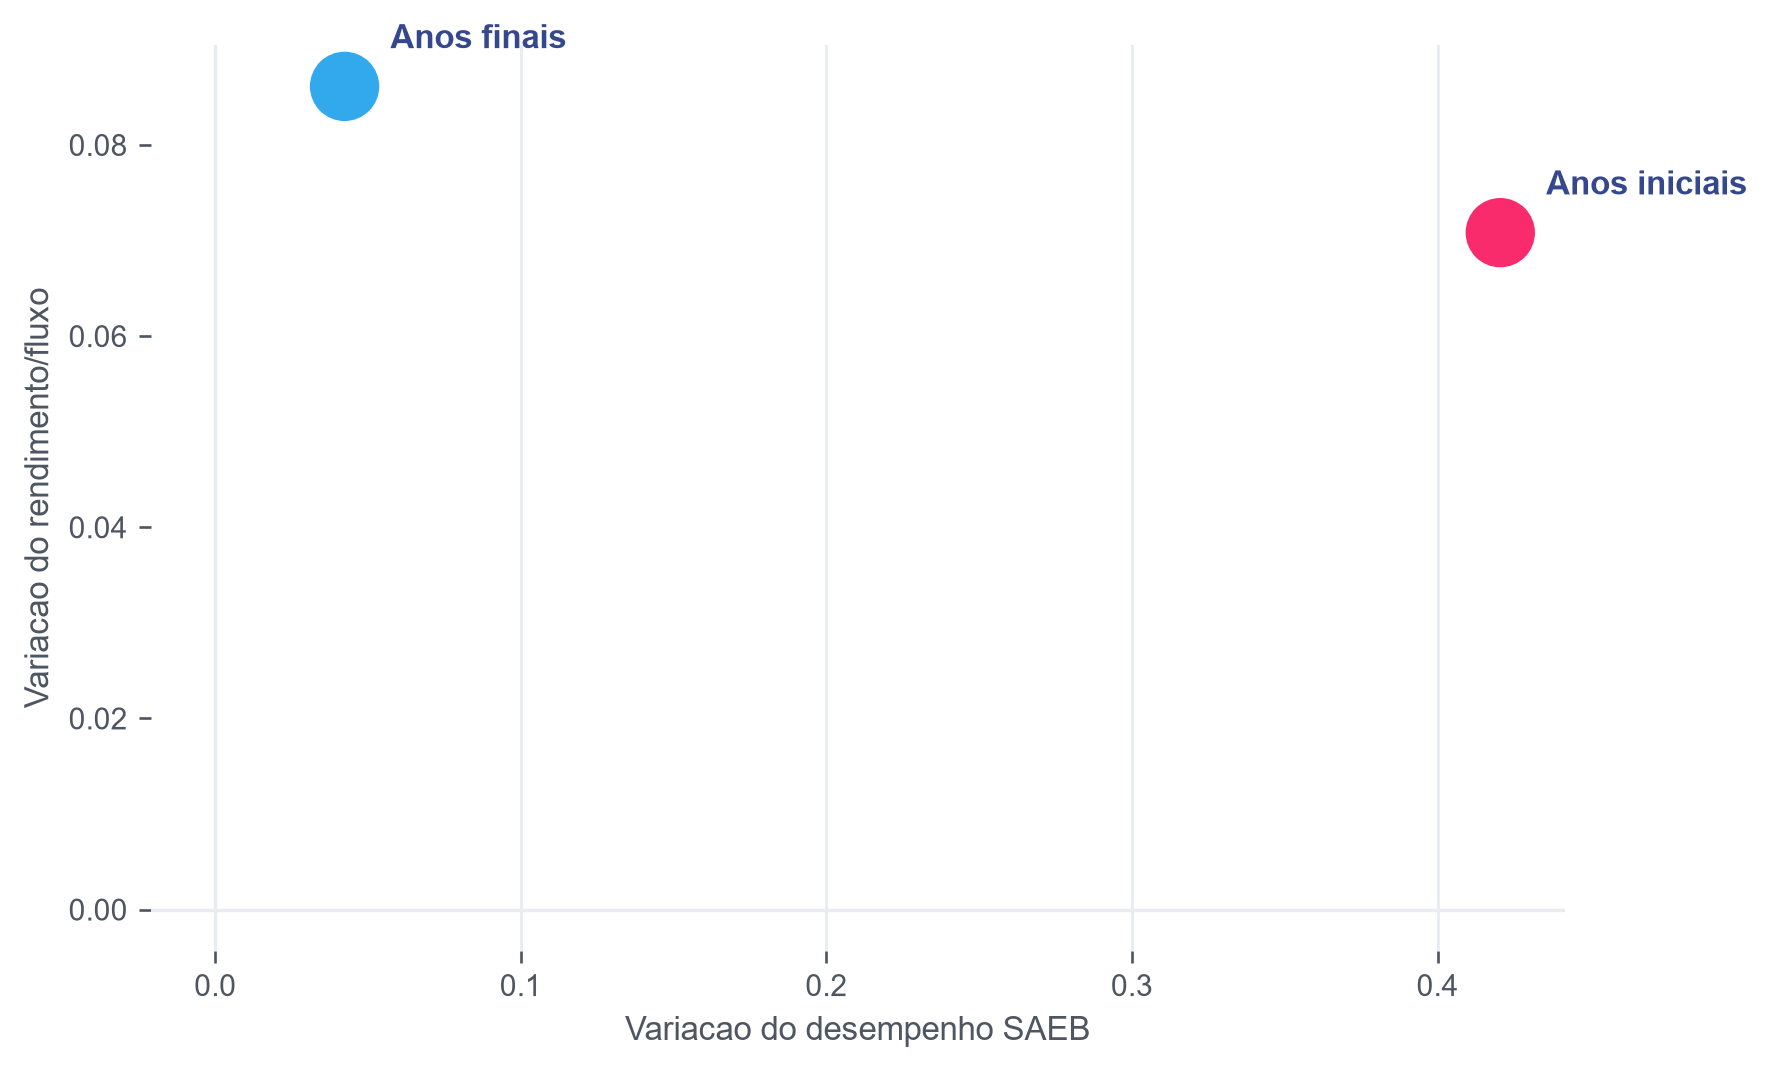 Anos finais
Anos iniciais
0.08
0.06
0.04
0.02
0.00
Variacao do rendimento/fluxo
0.0 0.1 0.2 0.3 0.4
Variacao do desempenho SAEB